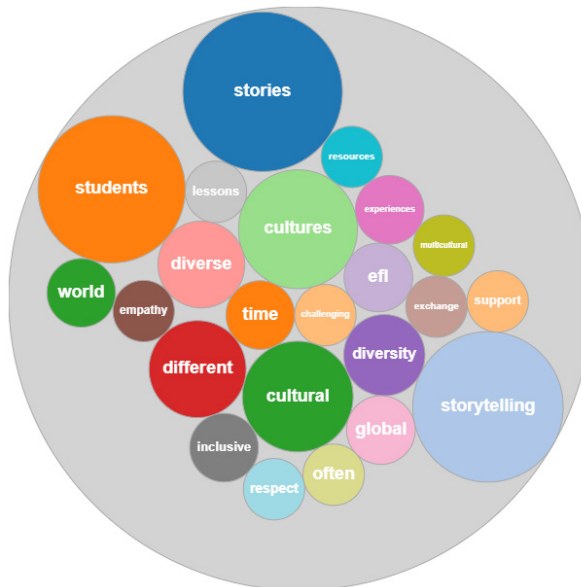 stories
resources
students
lessons
experiences
cultures
multicultural
diverse
efl
world
empathy
time
challenging
exchange
support
different
diversity
cultural
storytelling
global
inclusive
often
respect